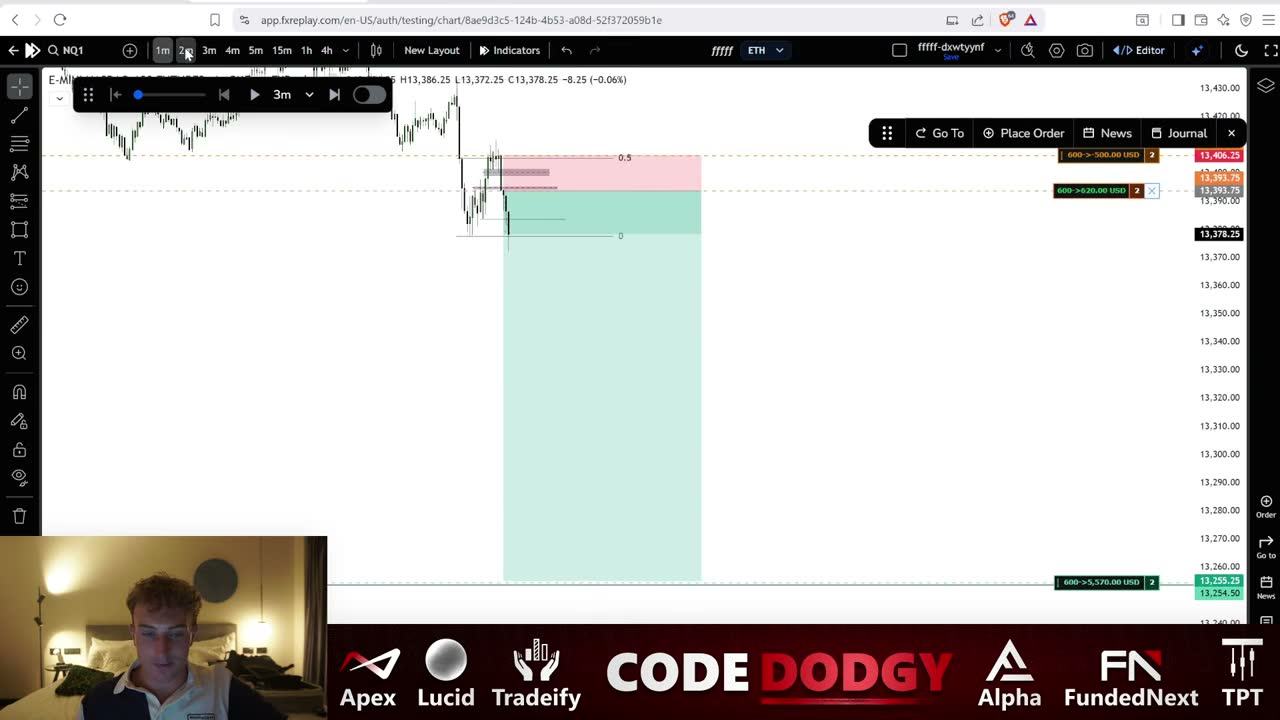 app.fxreplay.com/en-US/auth/testing/chart/8ae9d3c5-124b-4b53-a08d-52f372059b1e
NQ1 1m 2m 3m 4m 5m 15m 1h 4h New Layout Indicators fffff ETH fffff-dxwtyynf Save Editor
H13,386.25 L13,372.25 C13,378.25 −8.25 (−0.06%)
3m
Go To Place Order News Journal
13,430.00
13,406.25
600->-500.00 USD 2
0.5
13,393.75
600->620.00 USD 2
13,393.75
13,390.00
13,378.25
0
13,370.00
13,360.00
13,350.00
13,340.00
13,330.00
13,320.00
13,310.00
13,300.00
13,290.00
13,280.00
13,270.00
13,260.00
600->5,570.00 USD 2
13,255.25
13,254.50
Order
Go to
News
CODE DODGY
Apex Lucid Tradeify Alpha FundedNext TPT